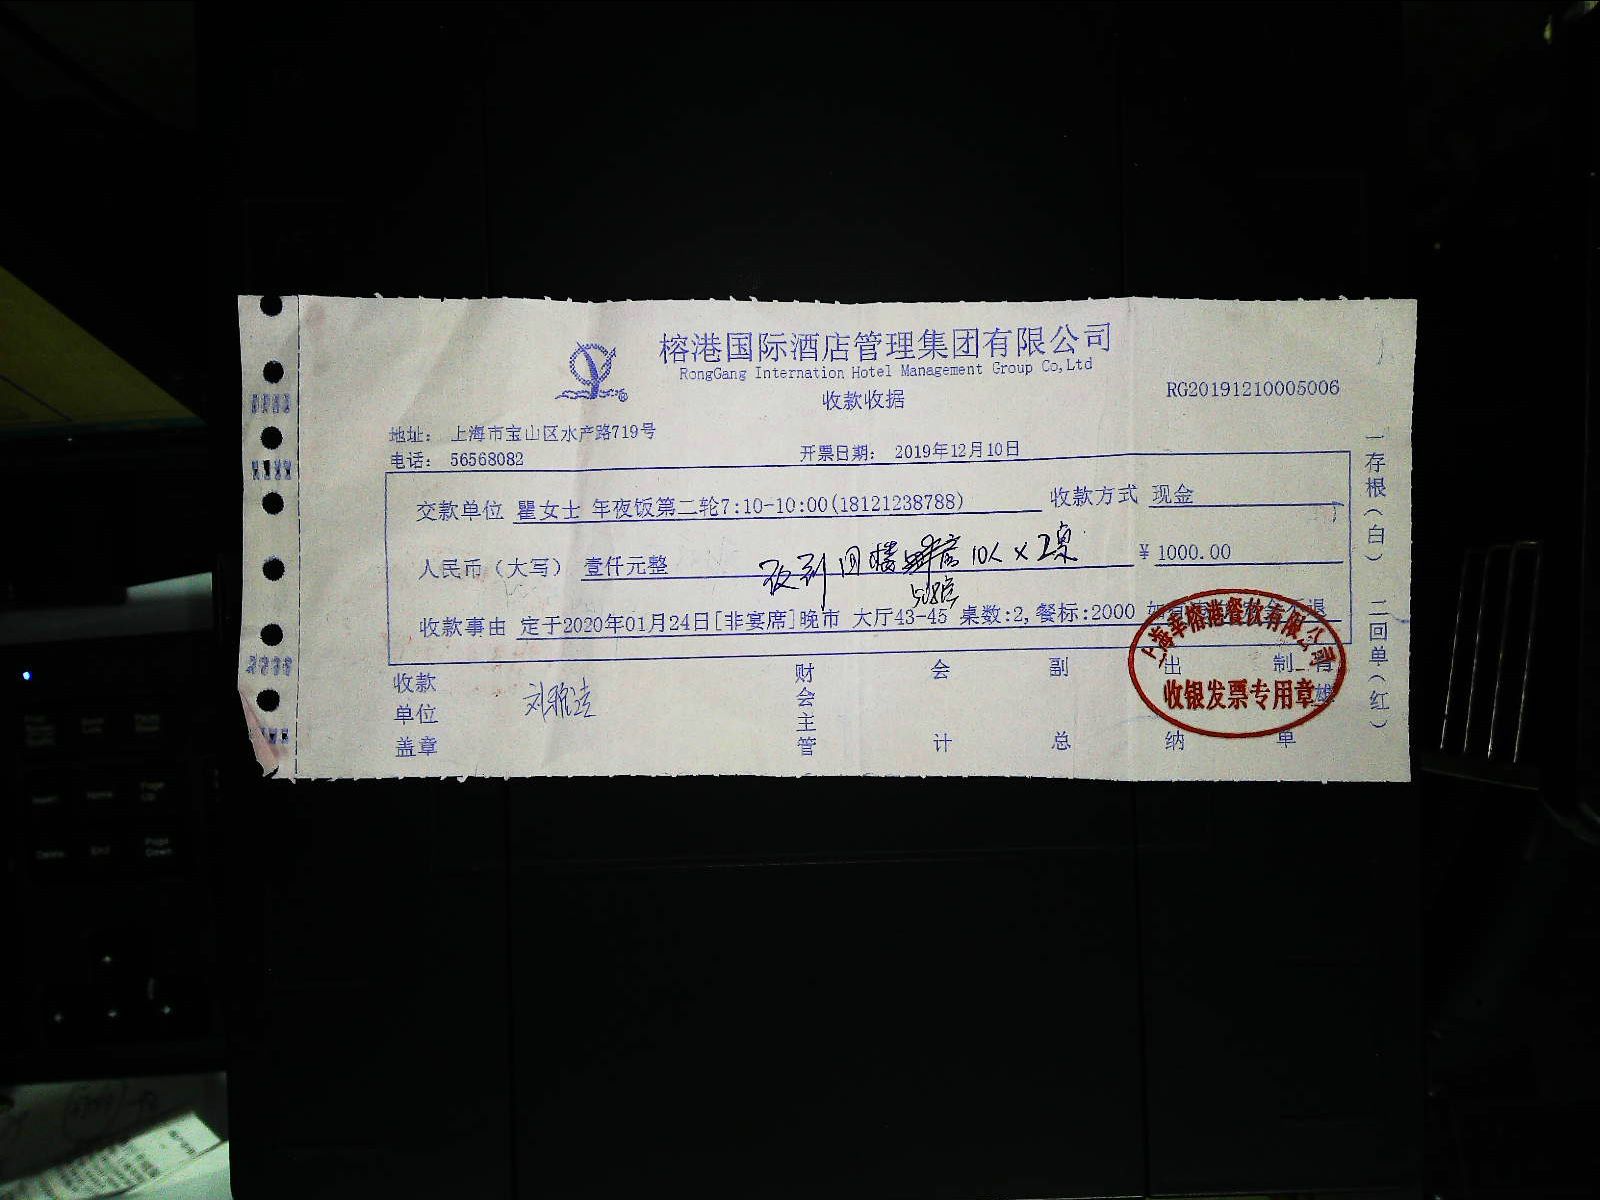 榕港国际酒店管理集团有限公司
RongGang Internation Hotel Management Group Co,Ltd
收款收据
RG20191210005006
地址： 上海市宝山区水产路719号
电话： 56568082
开票日期： 2019年12月10日
交款单位 瞿女士 年夜饭第二轮7:10-10:00(18121238788) 收款方式 现金
人民币（大写） 壹仟元整 ￥1000.00
10人×2桌
收款事由 定于2020年01月24日[非宴席]晚市 大厅43-45 桌数:2,餐标:2000
收款单位盖章
财会主管
会计
副总
出纳
制单
上海华榕港餐饮有限公司
收银发票专用章
一存根（白）
二回单（红）